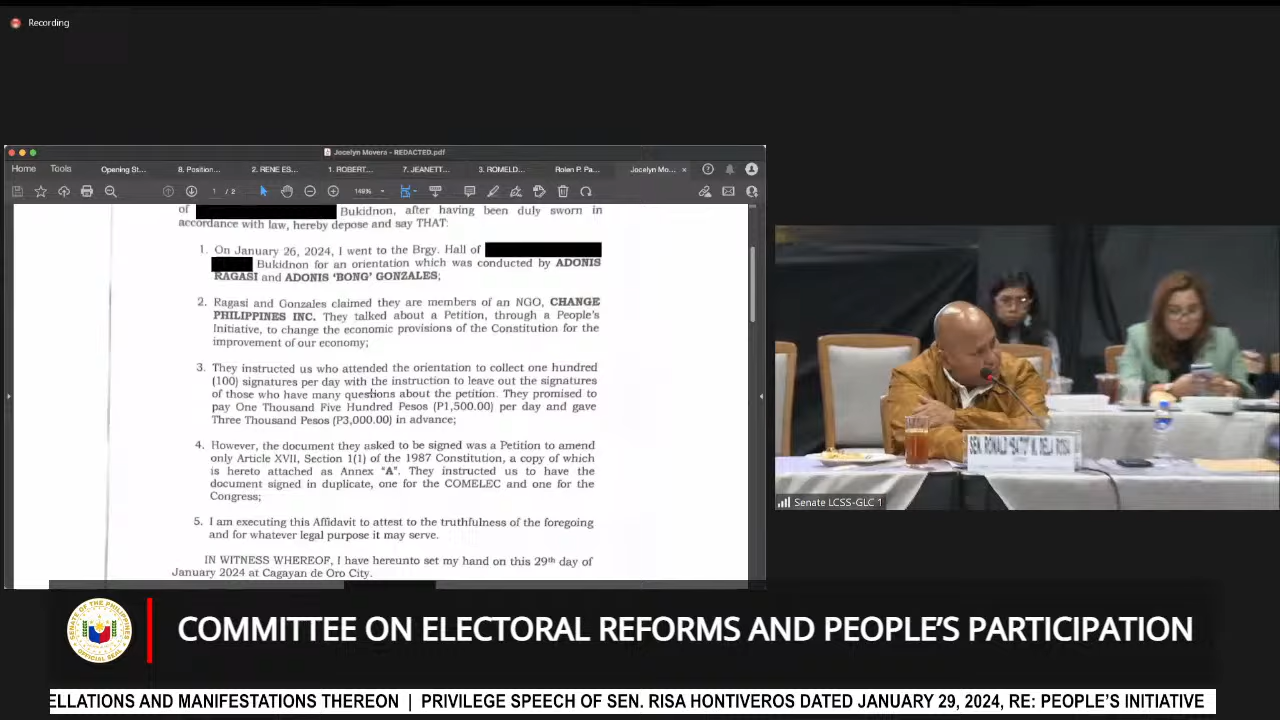 Recording
Jocelyn Movera - REDACTED.pdf
Home Tools Opening St... 8. Position... 2. RENE ES... 1. ROBERT... 7. JEANETT... 3. ROMELD... Rolen P. Pa... Jocelyn Mo... ×
1 / 2 149%
of Bukidnon, after having been duly sworn in
accordance with law, hereby depose and say THAT:
1. On January 26, 2024, I went to the Brgy. Hall of
Bukidnon for an orientation which was conducted by ADONIS
RAGASI and ADONIS 'BONG' GONZALES;
2. Ragasi and Gonzales claimed they are members of an NGO, CHANGE
PHILIPPINES INC. They talked about a Petition, through a People's
Initiative, to change the economic provisions of the Constitution for the
improvement of our economy;
3. They instructed us who attended the orientation to collect one hundred
(100) signatures per day with the instruction to leave out the signatures
of those who have many questions about the petition. They promised to
pay One Thousand Five Hundred Pesos (P1,500.00) per day and gave
Three Thousand Pesos (P3,000.00) in advance;
4. However, the document they asked to be signed was a Petition to amend
only Article XVII, Section 1(1) of the 1987 Constitution, a copy of which
is hereto attached as Annex "A". They instructed us to have the
document signed in duplicate, one for the COMELEC and one for the
Congress;
5. I am executing this Affidavit to attest to the truthfulness of the foregoing
and for whatever legal purpose it may serve.
IN WITNESS WHEREOF, I have hereunto set my hand on this 29th day of
January 2024 at Cagayan de Oro City.
SEN. RONALD "BATO" M. DELA ROSA
Senate LCSS-GLC 1
SENATE OF THE PHILIPPINES
OFFICIAL SEAL
COMMITTEE ON ELECTORAL REFORMS AND PEOPLE'S PARTICIPATION
ELLATIONS AND MANIFESTATIONS THEREON | PRIVILEGE SPEECH OF SEN. RISA HONTIVEROS DATED JANUARY 29, 2024, RE: PEOPLE'S INITIATIVE